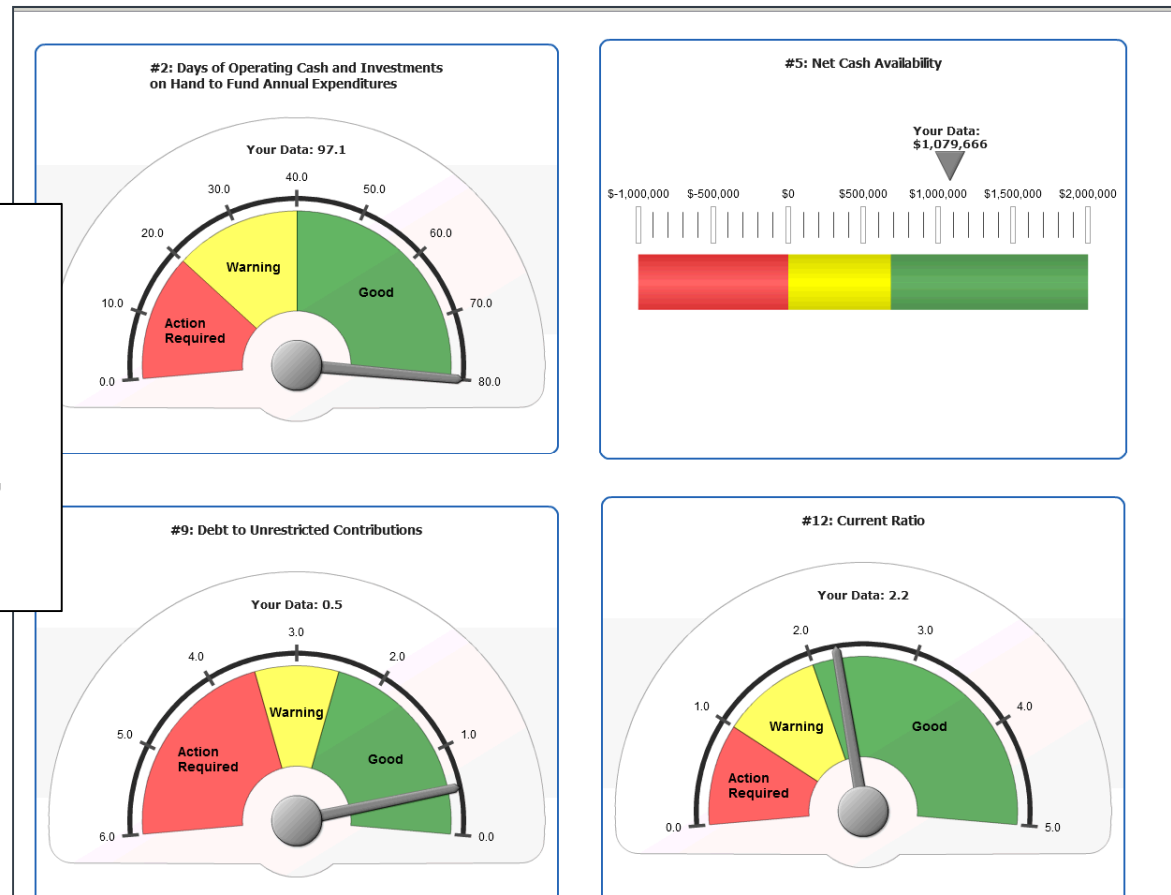 #2: Days of Operating Cash and Investments
on Hand to Fund Annual Expenditures
Your Data: 97.1
0.0
10.0
20.0
30.0
40.0
50.0
60.0
70.0
80.0
Action
Required
Warning
Good
#5: Net Cash Availability
Your Data:
$1,079,666
$-1,000,000 $-500,000 $0 $500,000 $1,000,000 $1,500,000 $2,000,000
#9: Debt to Unrestricted Contributions
Your Data: 0.5
6.0
5.0
4.0
3.0
2.0
1.0
0.0
Action
Required
Warning
Good
#12: Current Ratio
Your Data: 2.2
0.0
1.0
2.0
3.0
4.0
5.0
Action
Required
Warning
Good